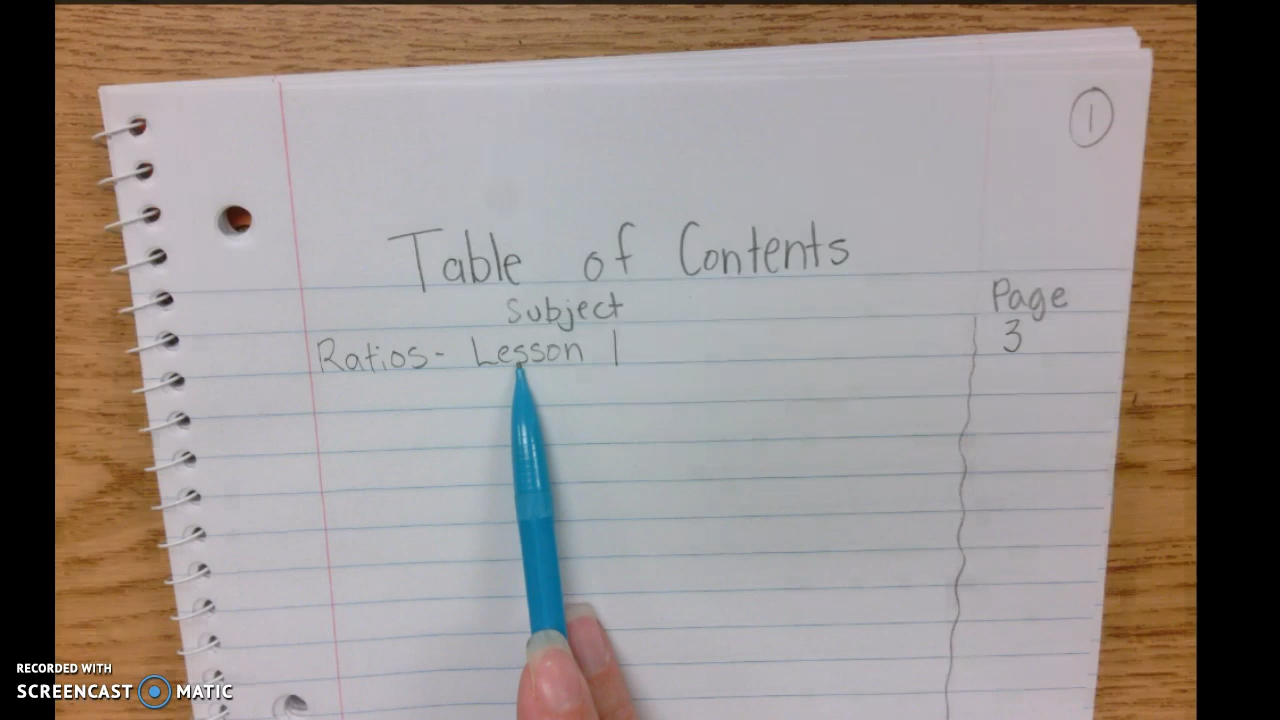 1
Table of Contents
Subject Page
Ratios- Lesson 1 3
RECORDED WITH
SCREENCAST MATIC